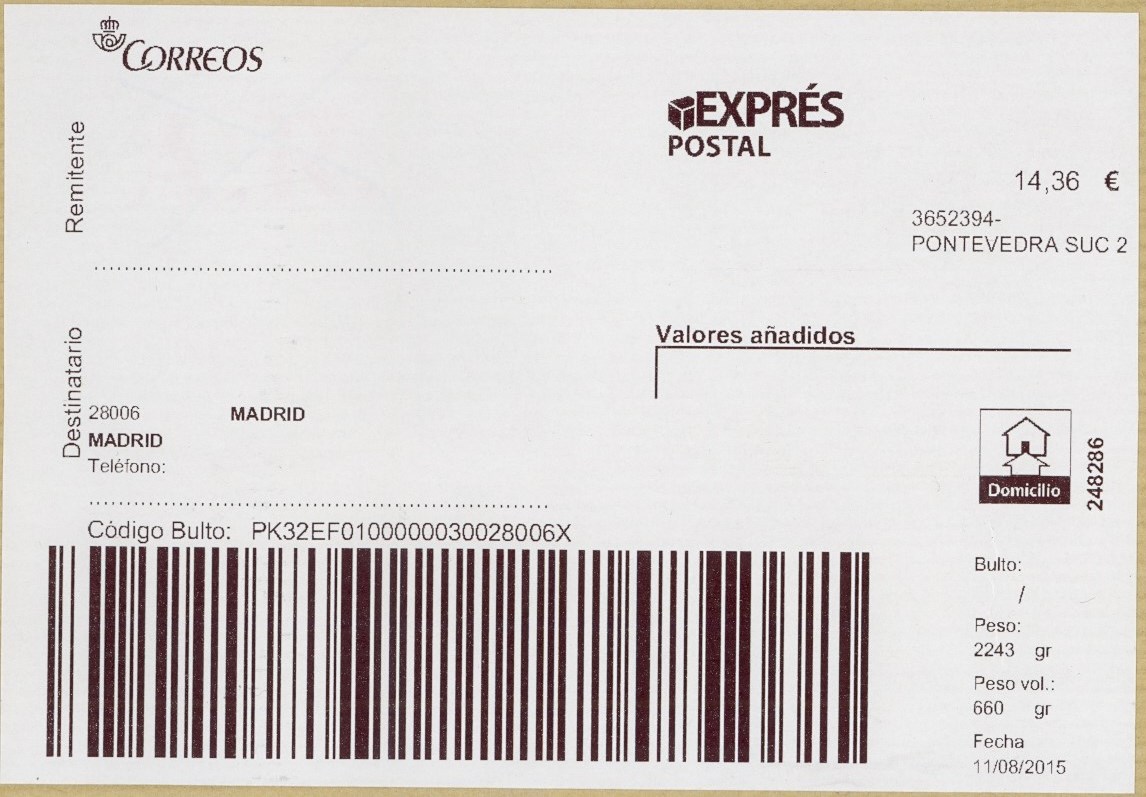 CORREOS
Remitente
EXPRÉS
POSTAL
14,36 €
3652394-
PONTEVEDRA SUC 2
Valores añadidos
Destinatario
28006 MADRID
MADRID
Teléfono:
Domicilio
248286
Código Bulto: PK32EF0100000030028006X
Bulto:
/
Peso:
2243 gr
Peso vol.:
660 gr
Fecha
11/08/2015